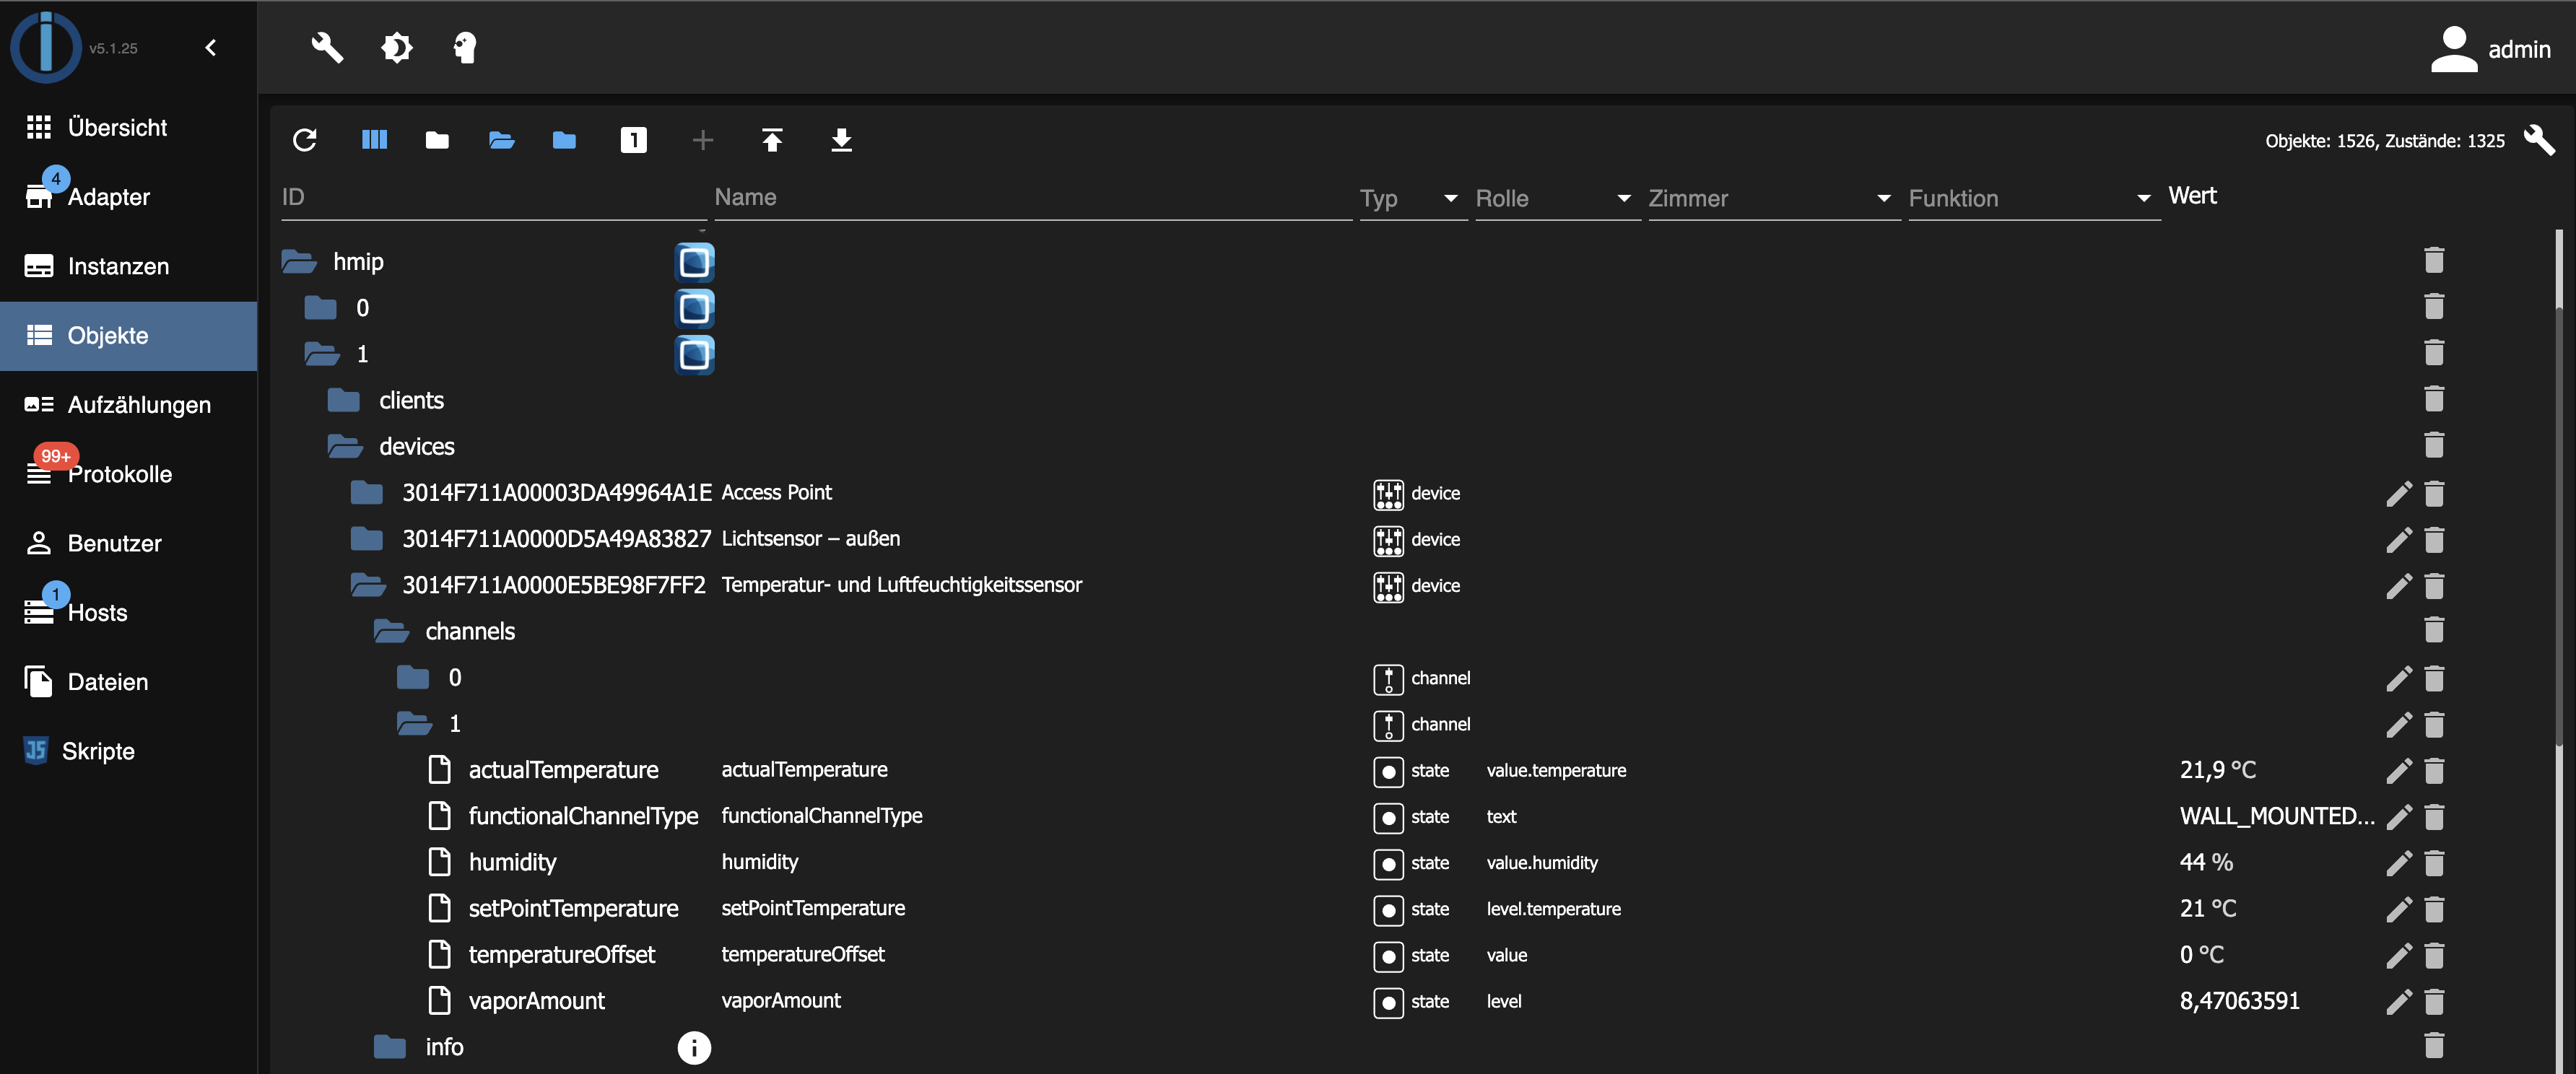 v5.1.25
admin
Übersicht
4
Adapter
Instanzen
Objekte
Aufzählungen
99+
Protokolle
Benutzer
1
Hosts
Dateien
JS
Skripte
1
Objekte: 1526, Zustände: 1325
ID Name Typ Rolle Zimmer Funktion Wert
hmip
0
1
clients
devices
3014F711A00003DA49964A1E Access Point device
3014F711A0000D5A49A83827 Lichtsensor – außen device
3014F711A0000E5BE98F7FF2 Temperatur- und Luftfeuchtigkeitssensor device
channels
0 channel
1 channel
actualTemperature actualTemperature state value.temperature 21,9 °C
functionalChannelType functionalChannelType state text WALL_MOUNTED...
humidity humidity state value.humidity 44 %
setPointTemperature setPointTemperature state level.temperature 21 °C
temperatureOffset temperatureOffset state value 0 °C
vaporAmount vaporAmount state level 8,47063591
info